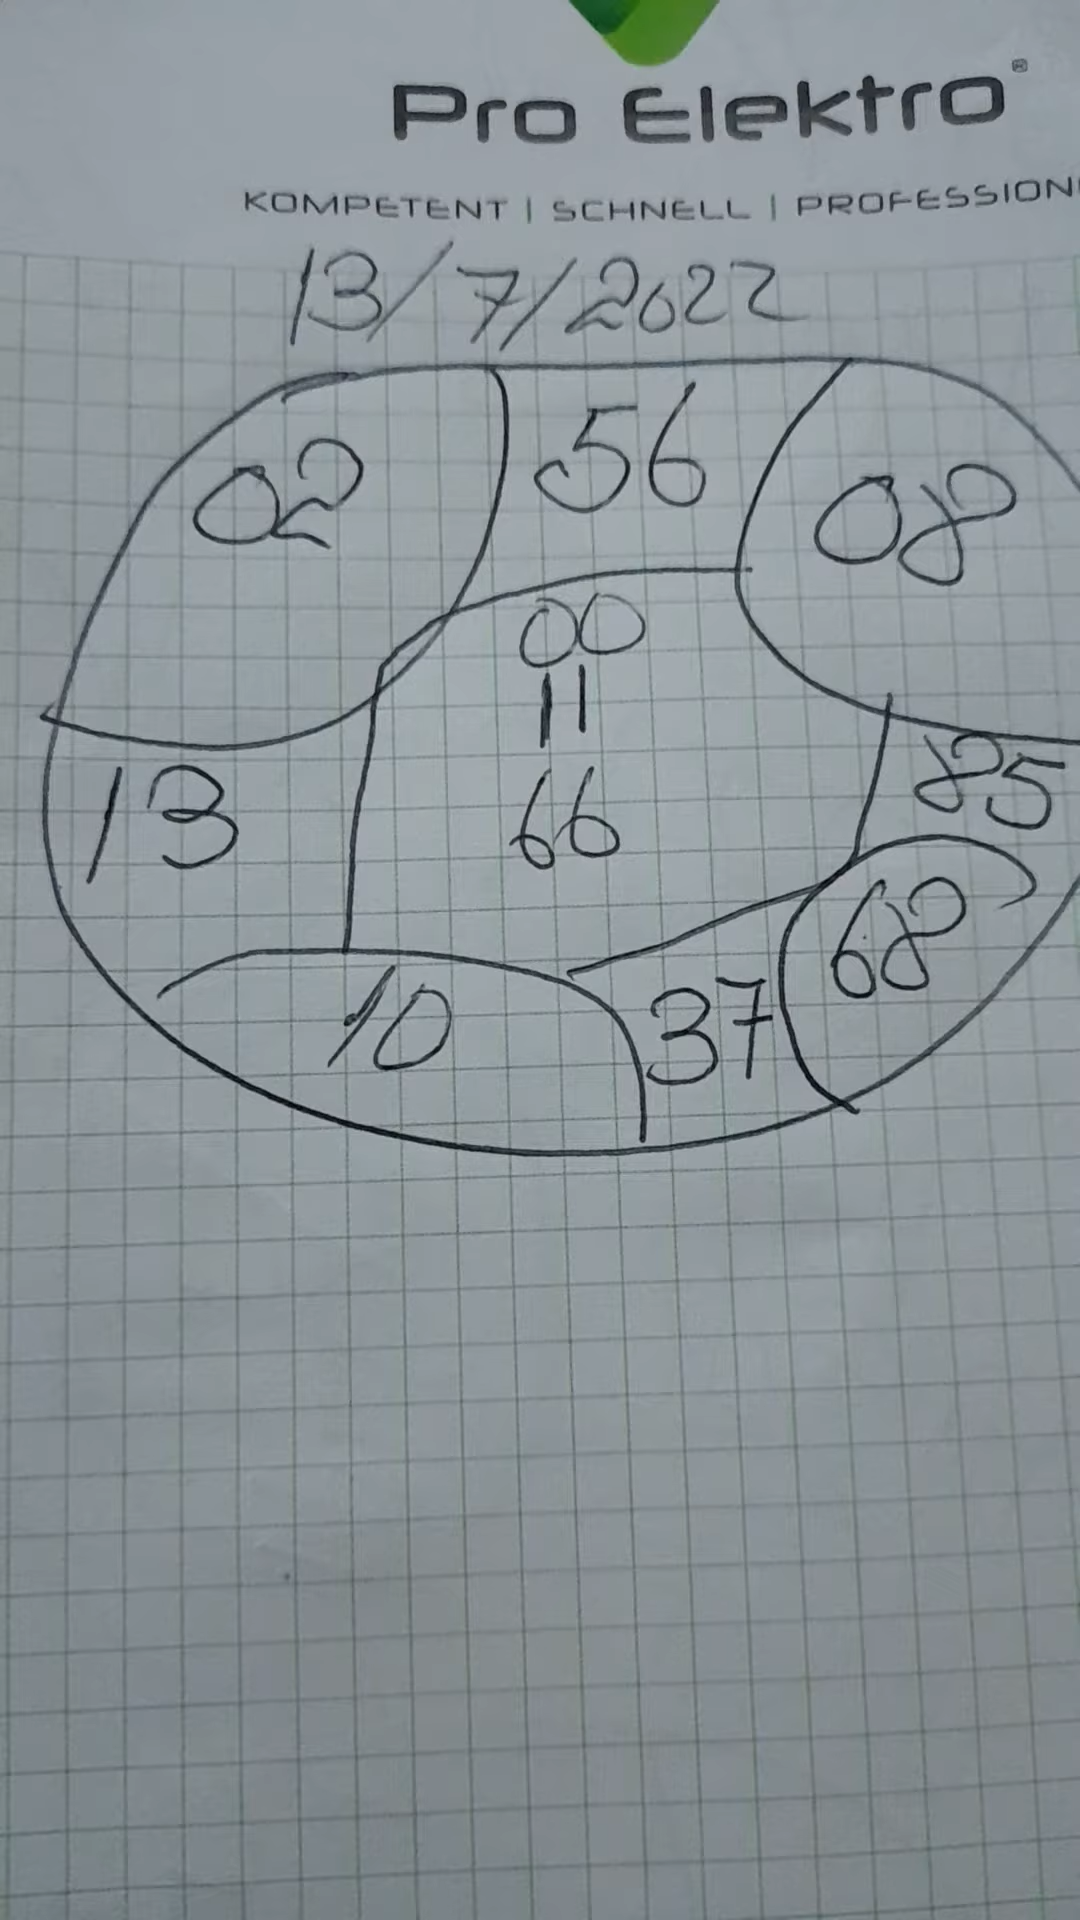 Pro Elektro®
KOMPETENT | SCHNELL | PROFESSION
13/7/2022
02 56 08
00
11
66
13 85
68
10 37